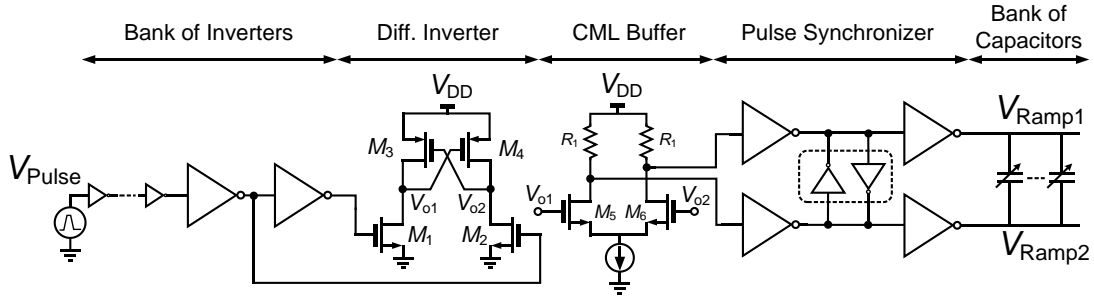 Bank of Inverters Diff. Inverter CML Buffer Pulse Synchronizer Bank of Capacitors
VDD VDD
VRamp1
M3 M4 R1 R1
VPulse
Vo1 Vo2 Vo1 M5 M6 Vo2
M1 M2
VRamp2